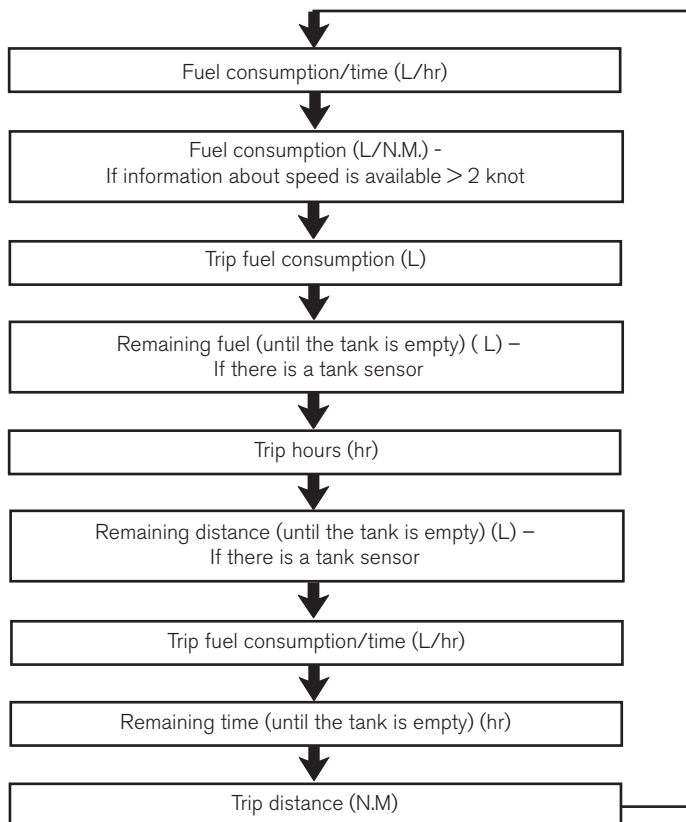 Fuel consumption/time (L/hr)
Fuel consumption (L/N.M.) -
If information about speed is available > 2 knot
Trip fuel consumption (L)
Remaining fuel (until the tank is empty) ( L) –
If there is a tank sensor
Trip hours (hr)
Remaining distance (until the tank is empty) (L) –
If there is a tank sensor
Trip fuel consumption/time (L/hr)
Remaining time (until the tank is empty) (hr)
Trip distance (N.M)